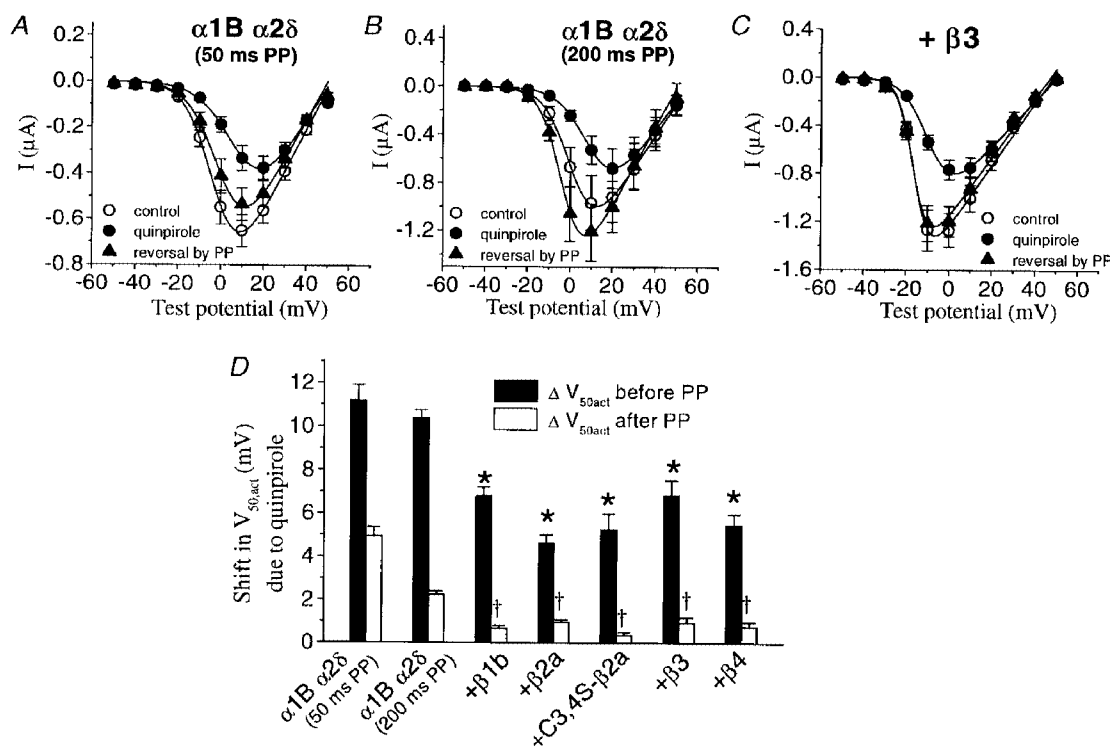 A
α1B α2δ
(50 ms PP)
0.2
0.0
-0.2
-0.4
-0.6
-0.8
I (µA)
control
quinpirole
reversal by PP
-60 -40 -20 0 20 40 60
Test potential (mV)
B
α1B α2δ
(200 ms PP)
0.4
0.0
-0.4
-0.8
-1.2
I (µA)
control
quinpirole
reversal by PP
-60 -40 -20 0 20 40 60
Test potential (mV)
C
+ β3
0.4
0.0
-0.4
-0.8
-1.2
-1.6
I (µA)
control
quinpirole
reversal by PP
-60 -40 -20 0 20 40 60
Test potential (mV)
D
Δ V50act before PP
Δ V50act after PP
12
10
8
6
4
2
0
Shift in V50,act (mV)
due to quinpirole
* * * * *
† † † † †
α1B α2δ
(50 ms PP)
α1B α2δ
(200 ms PP)
+β1b
+β2a
+C3,4S-β2a
+β3
+β4